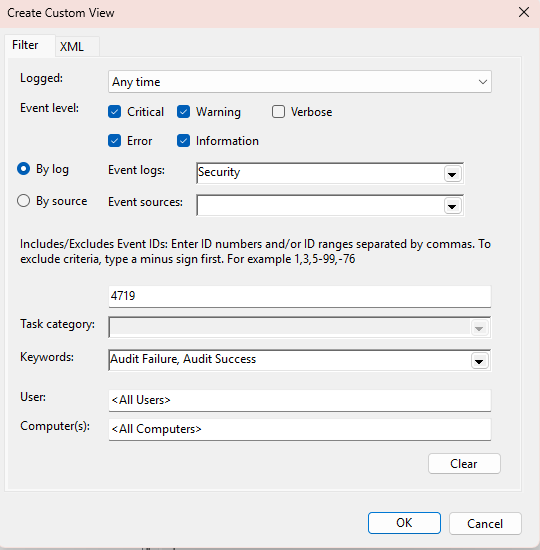 Create Custom View
Filter
XML
Logged:
Any time
Event level:
Critical
Warning
Verbose
Error
Information
By log
Event logs:
Security
By source
Event sources:
Includes/Excludes Event IDs: Enter ID numbers and/or ID ranges separated by commas. To
exclude criteria, type a minus sign first. For example 1,3,5-99,-76
4719
Task category:
Keywords:
Audit Failure, Audit Success
User:
<All Users>
Computer(s):
<All Computers>
Clear
OK
Cancel